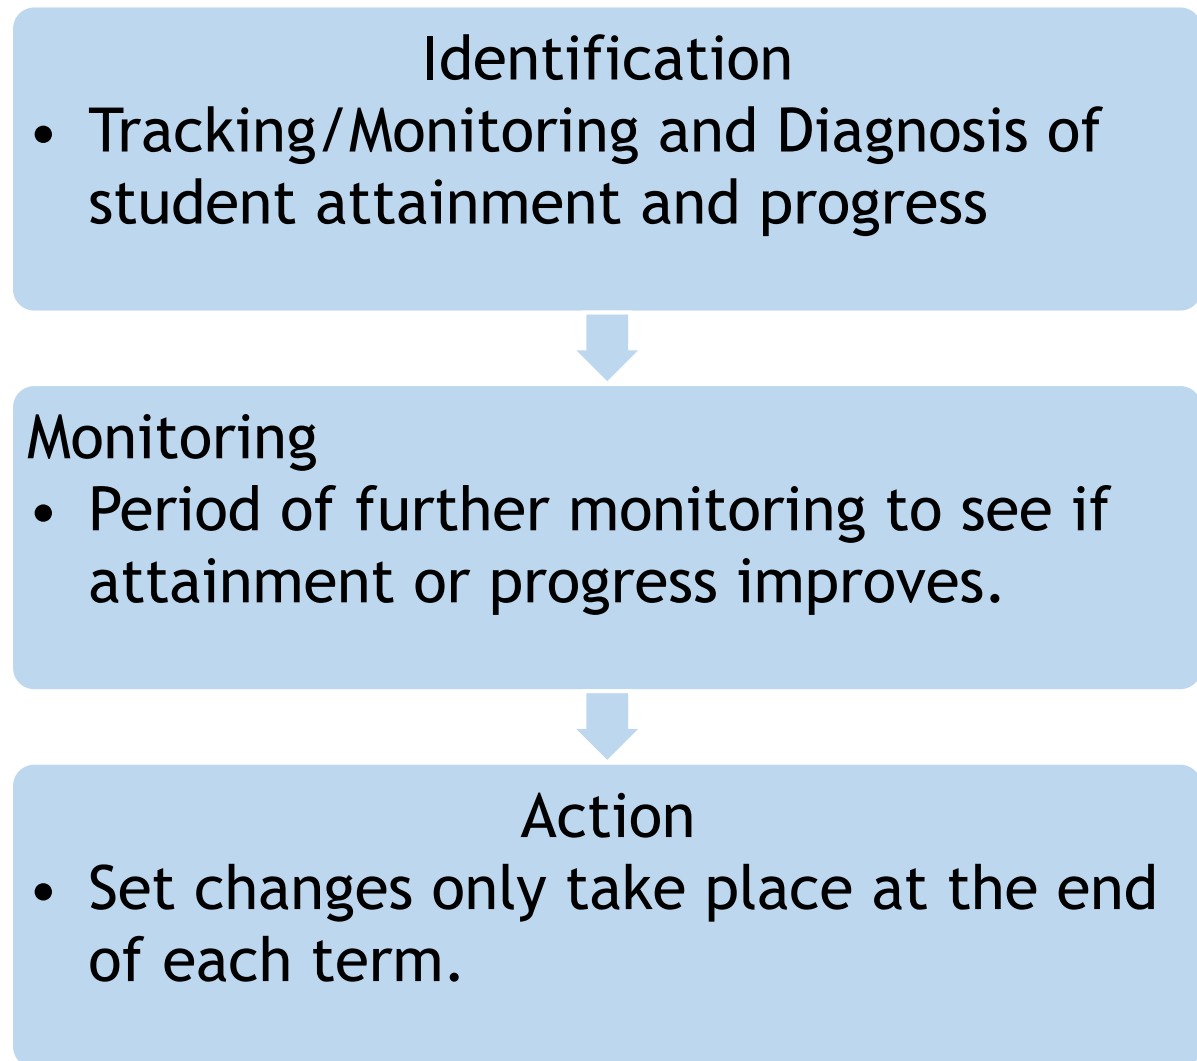 Identification
• Tracking/Monitoring and Diagnosis of
student attainment and progress
Monitoring
• Period of further monitoring to see if
attainment or progress improves.
Action
• Set changes only take place at the end
of each term.